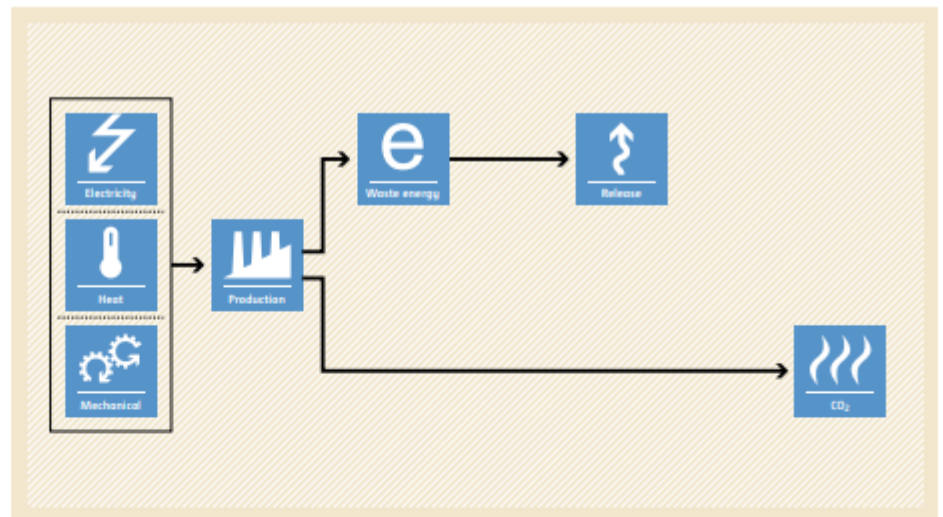 Electricity
Waste energy
Release
Heat
Production
Mechanical
CO₂